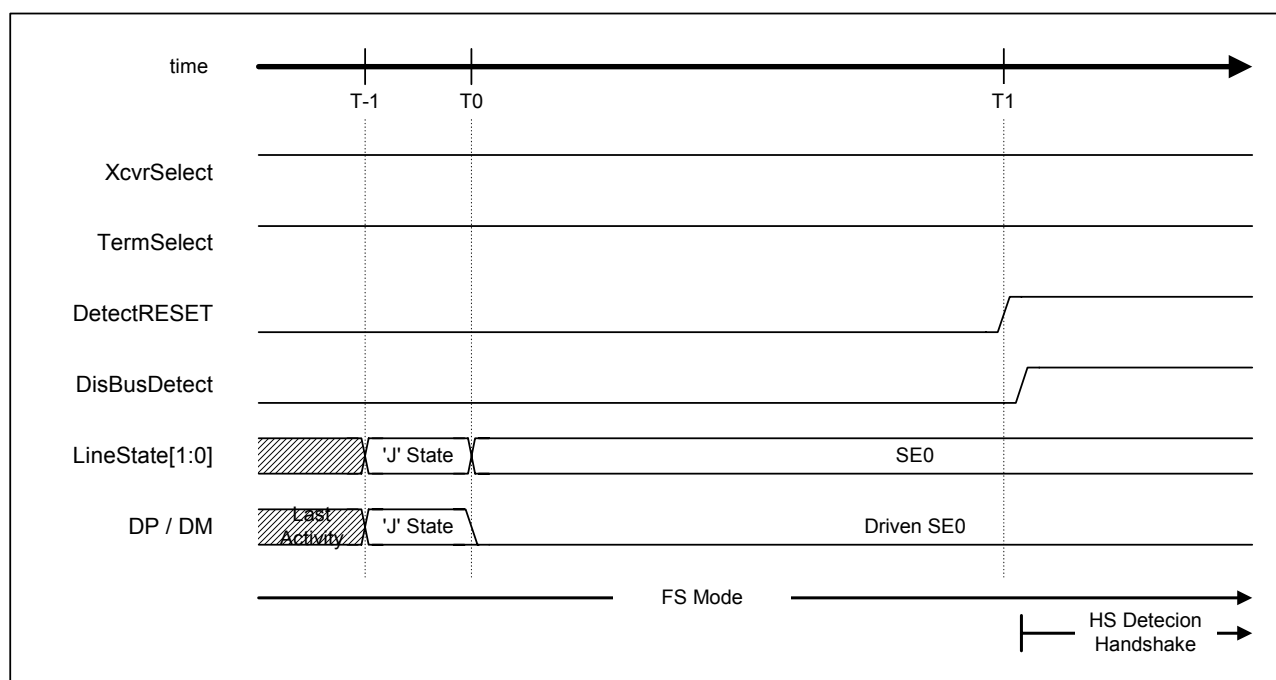 time
T-1
T0
T1
XcvrSelect
TermSelect
DetectRESET
DisBusDetect
LineState[1:0]
'J' State
SE0
DP / DM
Last
Activity
'J' State
Driven SE0
FS Mode
HS Detecion
Handshake